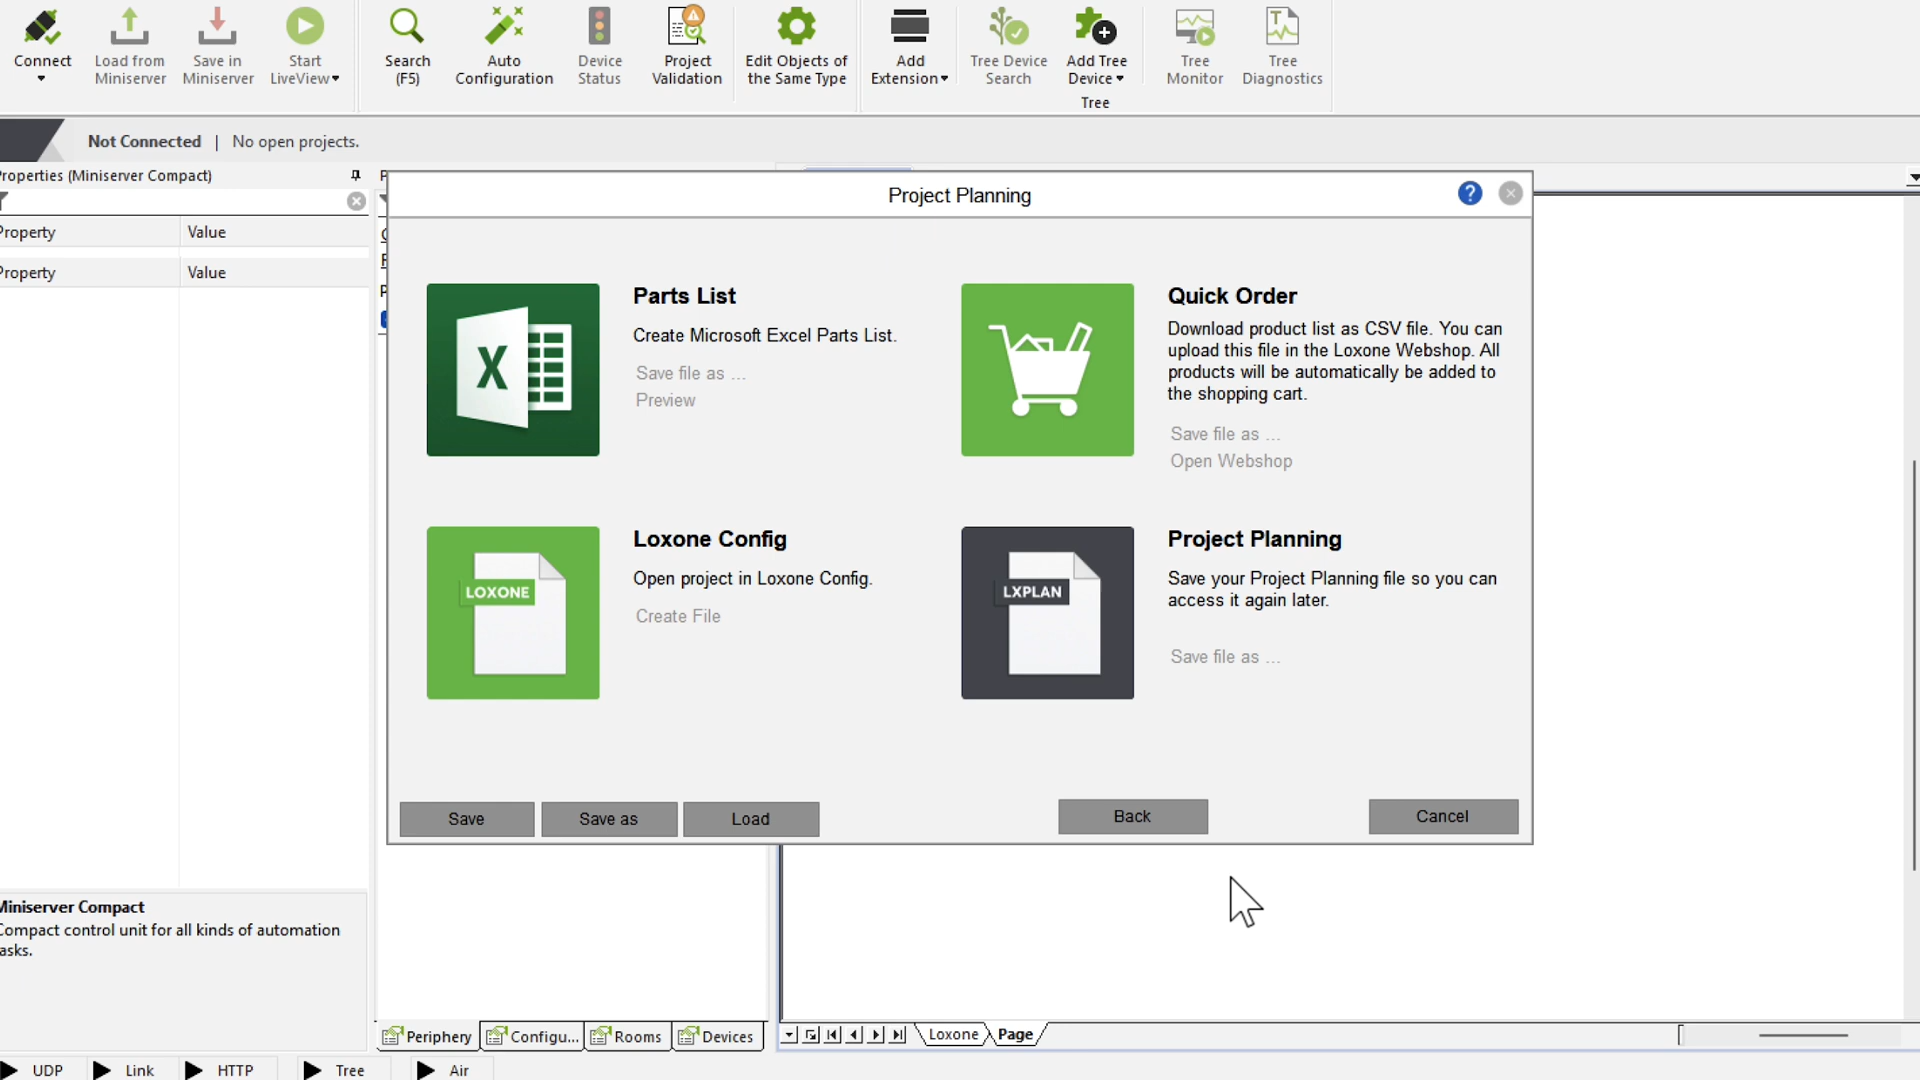 Connect
Load from
Miniserver
Save in
Miniserver
Start
LiveView
Search
(F5)
Auto
Configuration
Device
Status
Project
Validation
Edit Objects of
the Same Type
Add
Extension
Tree Device
Search
Add Tree
Device
Tree
Monitor
Tree
Diagnostics
Tree
Not Connected | No open projects.
roperties (Miniserver Compact)
Property Value
Property Value
Project Planning
?
Parts List
Create Microsoft Excel Parts List.
Save file as ...
Preview
X
Quick Order
Download product list as CSV file. You can
upload this file in the Loxone Webshop. All
products will be automatically be added to
the shopping cart.
Save file as ...
Open Webshop
LOXONE
Loxone Config
Open project in Loxone Config.
Create File
LXPLAN
Project Planning
Save your Project Planning file so you can
access it again later.
Save file as ...
Save
Save as
Load
Back
Cancel
Miniserver Compact
Compact control unit for all kinds of automation
asks.
Periphery
Configu...
Rooms
Devices
Loxone
Page
UDP
Link
HTTP
Tree
Air